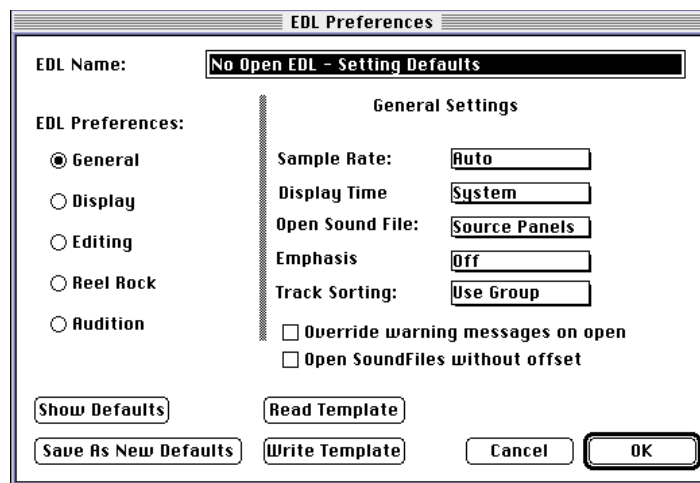 EDL Preferences
EDL Name: No Open EDL - Setting Defaults
EDL Preferences:
General
Display
Editing
Reel Rock
Audition
General Settings
Sample Rate: Auto
Display Time System
Open Sound File: Source Panels
Emphasis Off
Track Sorting: Use Group
Override warning messages on open
Open SoundFiles without offset
Show Defaults Read Template
Save As New Defaults Write Template Cancel OK